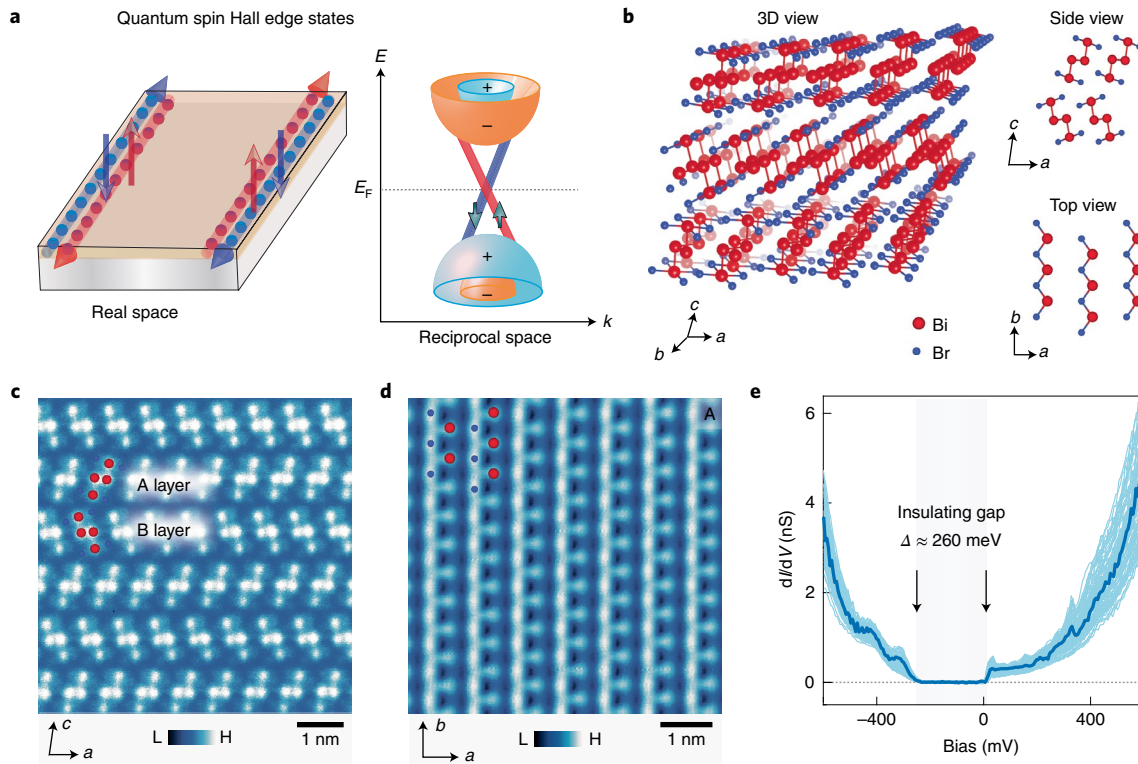 a
Quantum spin Hall edge states
Real space
E
E_F
+
−
+
−
k
Reciprocal space
b
3D view
Side view
c
a
Top view
b
a
c
a
b
Bi
Br
c
A layer
B layer
c
a
L H
1 nm
d
A
b
a
L H
1 nm
e
6
4
2
0
dI/dV (nS)
Insulating gap
Δ ≈ 260 meV
−400
0
400
Bias (mV)